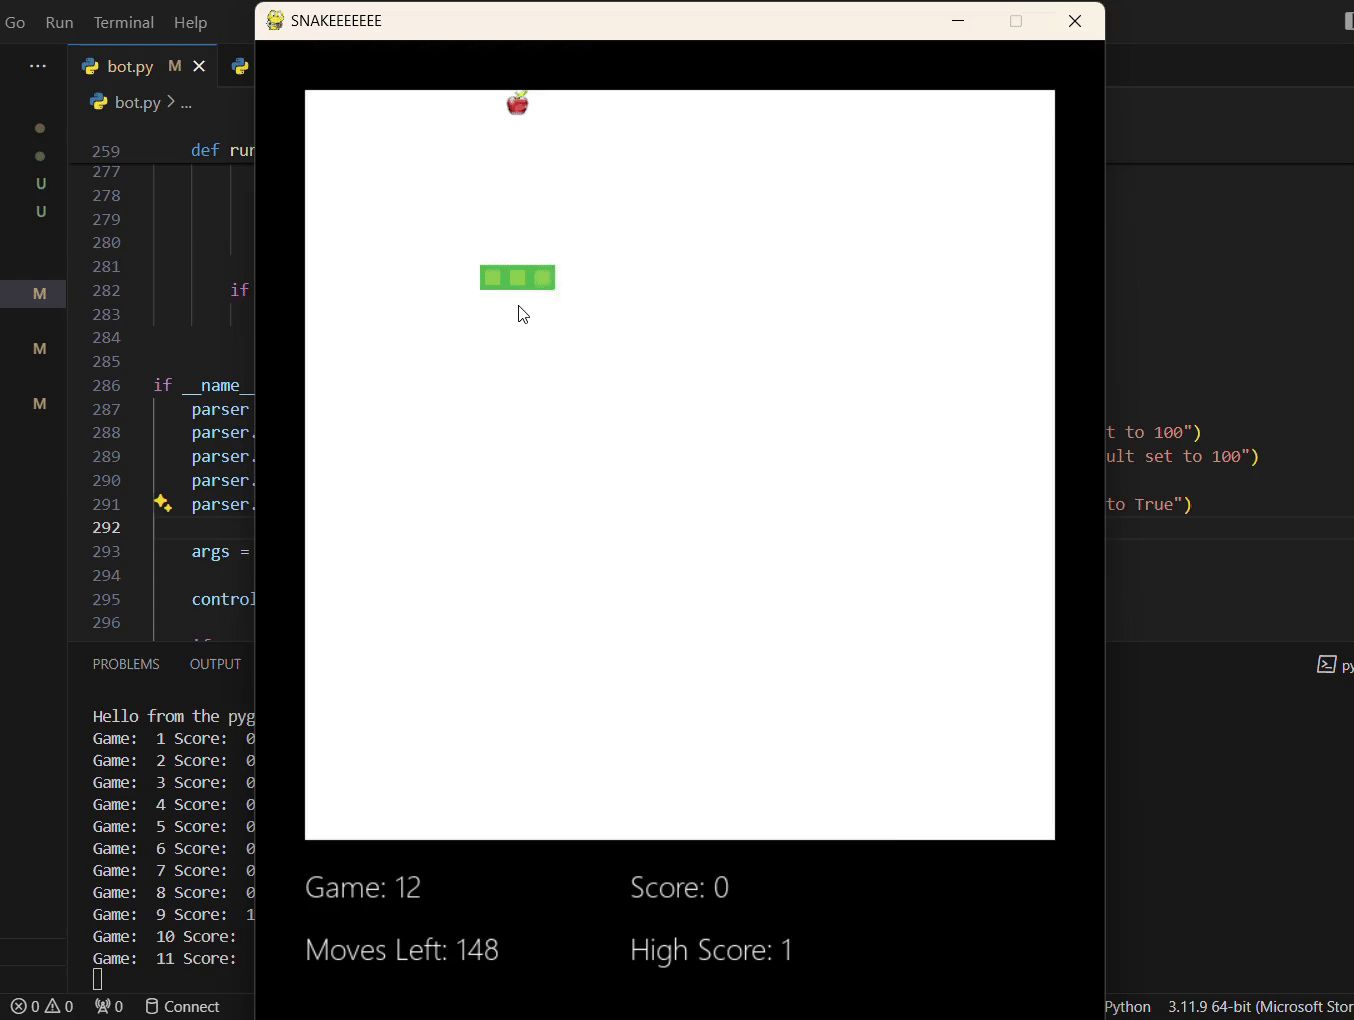 Go Run Terminal Help
SNAKEEEEEEE
bot.py M
bot.py > ...
259 def run
277
278
279
280
281
282 if
283
284
285
286 if __name__
287 parser
288 parser. t to 100")
289 parser. ult set to 100")
290 parser.
291 parser. to True")
292
293 args =
294
295 control
296
U
U
M
M
M
PROBLEMS OUTPUT
py
Hello from the pyg
Game: 1 Score: 0
Game: 2 Score: 0
Game: 3 Score: 0
Game: 4 Score: 0
Game: 5 Score: 0
Game: 6 Score: 0
Game: 7 Score: 0
Game: 8 Score: 0
Game: 9 Score: 1
Game: 10 Score:
Game: 11 Score:
Game: 12 Score: 0
Moves Left: 148 High Score: 1
0 0 0 Connect Python 3.11.9 64-bit (Microsoft Stor